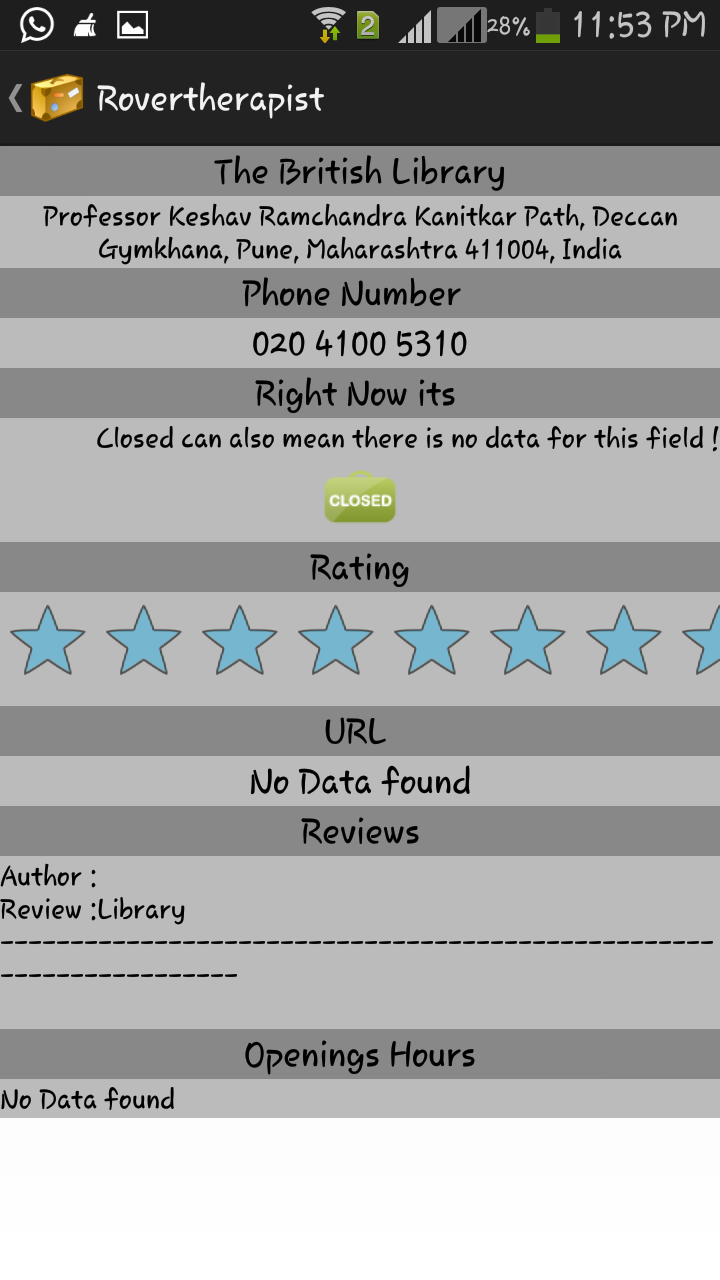 2 28% 11:53 PM
Rovertherapist
The British Library
Professor Keshav Ramchandra Kanitkar Path, Deccan
Gymkhana, Pune, Maharashtra 411004, India
Phone Number
020 4100 5310
Right Now its
Closed can also mean there is no data for this field !
CLOSED
Rating
URL
No Data found
Reviews
Author :
Review :Library
---------------------------------------------------
-----------------
Openings Hours
No Data found